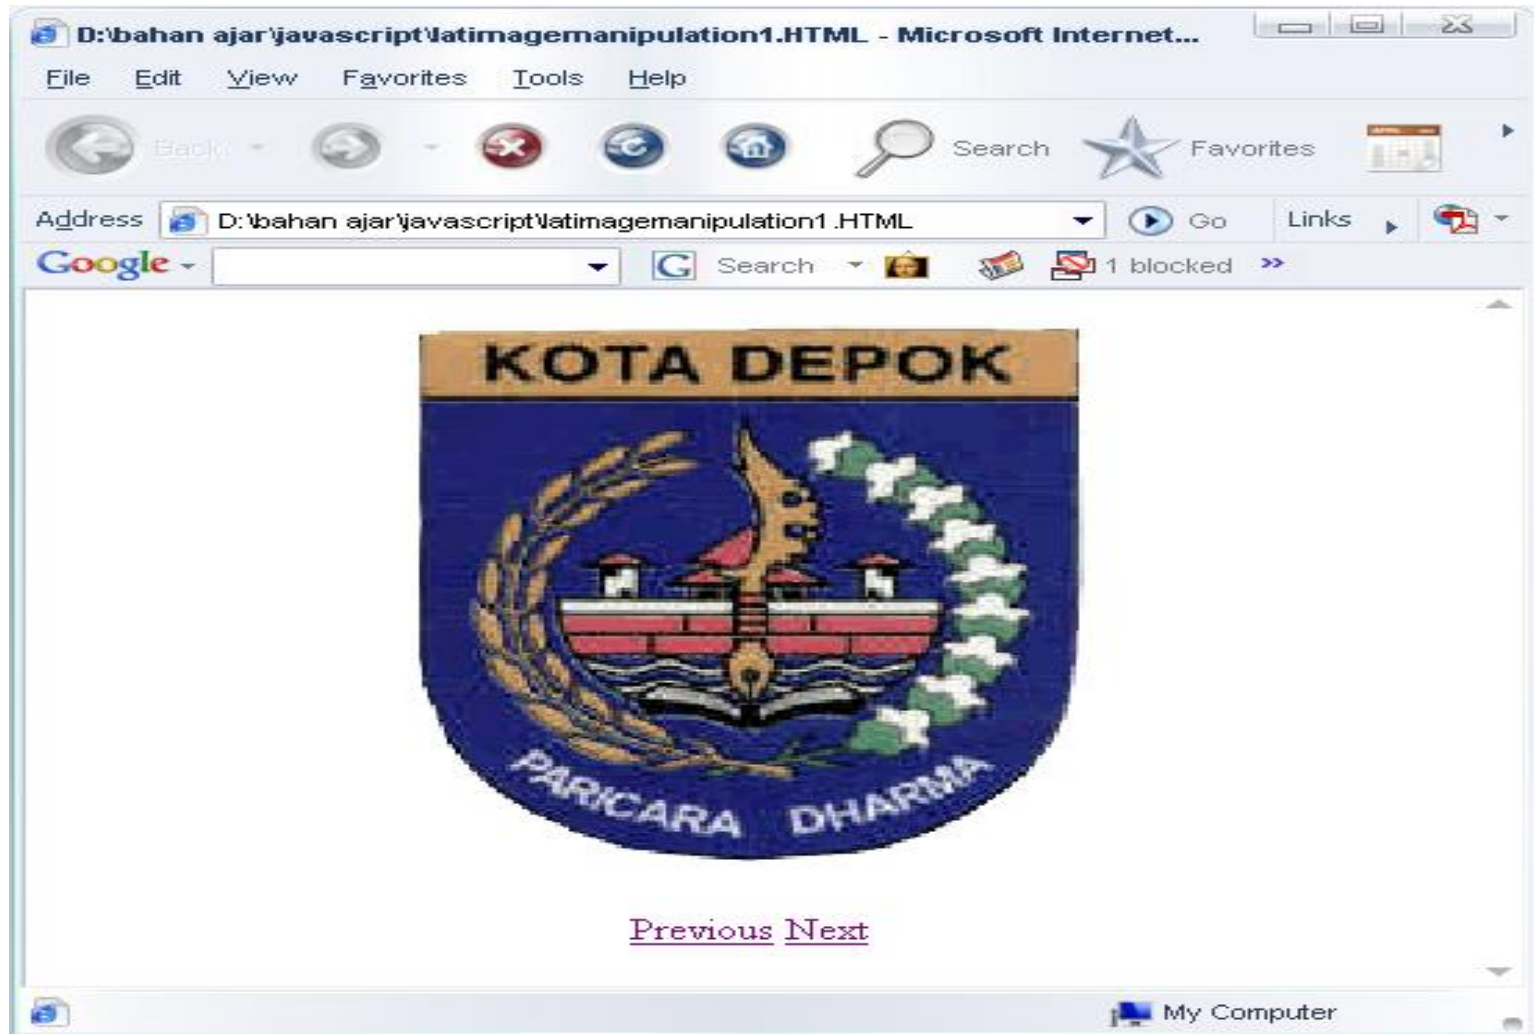 D:\bahan ajar\javascript\latimagemanipulation1.HTML - Microsoft Internet...
File Edit View Favorites Tools Help
Back Search Favorites
Address D:\bahan ajar\javascript\latimagemanipulation1.HTML Go Links
Google G Search 1 blocked »
KOTA DEPOK
PARICARA DHARMA
Previous Next
My Computer